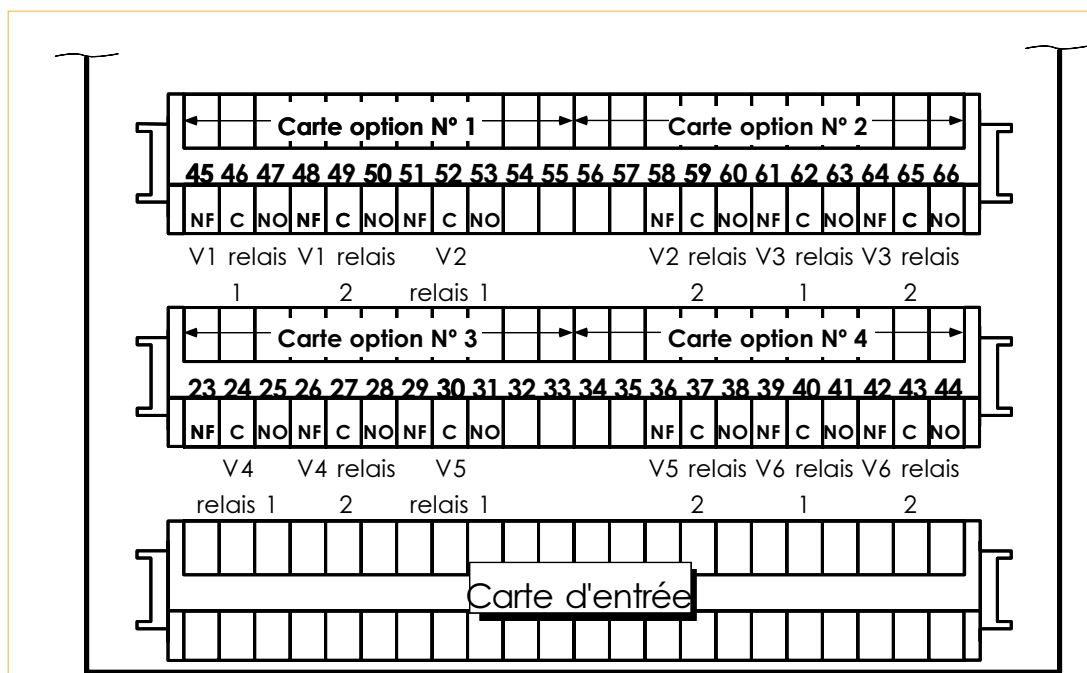 Carte option Nº 1 Carte option Nº 2
45 46 47 48 49 50 51 52 53 54 55 56 57 58 59 60 61 62 63 64 65 66
NF C NO NF C NO NF C NO NF C NO NF C NO NF C NO
V1 relais V1 relais V2 V2 relais V3 relais V3 relais
1 2 relais 1 2 1 2
Carte option Nº 3 Carte option Nº 4
23 24 25 26 27 28 29 30 31 32 33 34 35 36 37 38 39 40 41 42 43 44
NF C NO NF C NO NF C NO NF C NO NF C NO NF C NO
V4 V4 relais V5 V5 relais V6 relais V6 relais
relais 1 2 relais 1 2 1 2
Carte d'entrée